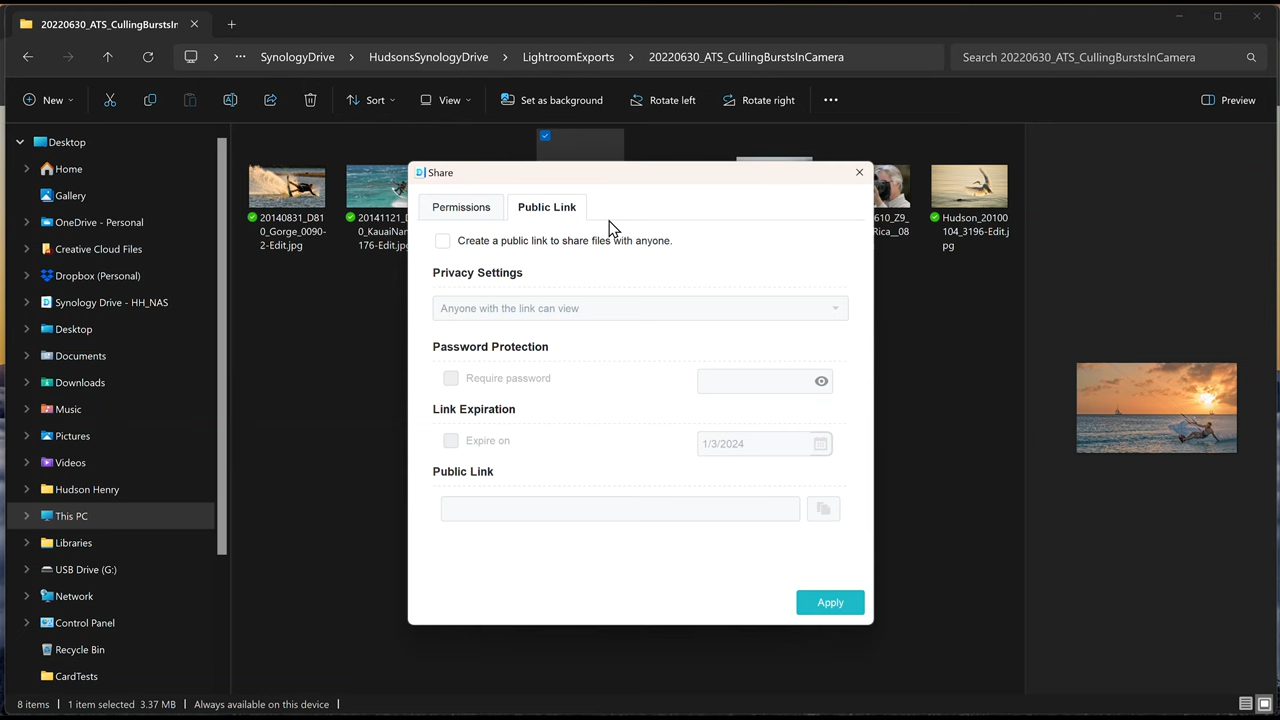 20220630_ATS_CullingBurstsIn
SynologyDrive > HudsonsSynologyDrive > LightroomExports > 20220630_ATS_CullingBurstsInCamera
Search 20220630_ATS_CullingBurstsInCamera
New
Sort
View
Set as background
Rotate left
Rotate right
Preview
Desktop
Home
Gallery
OneDrive - Personal
Creative Cloud Files
Dropbox (Personal)
Synology Drive - HH_NAS
Desktop
Documents
Downloads
Music
Pictures
Videos
Hudson Henry
This PC
Libraries
USB Drive (G:)
Network
Control Panel
Recycle Bin
CardTests
20140831_D81
0_Gorge_0090-
2-Edit.jpg
20141121_D
0_KauaiNa
176-Edit.jp
610_Z9_
Rica__08
Hudson_20100
104_3196-Edit.j
pg
Share
Permissions
Public Link
Create a public link to share files with anyone.
Privacy Settings
Anyone with the link can view
Password Protection
Require password
Link Expiration
Expire on
1/3/2024
Public Link
Apply
8 items
1 item selected 3.37 MB
Always available on this device